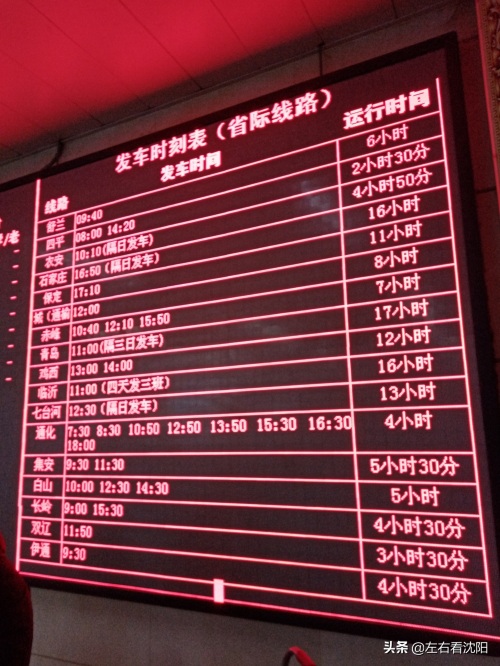 发车时刻表（省际线路）
线路 发车时间 运行时间
舒兰 09:40 6小时
四平 08:00 14:20 2小时30分
农安 10:10(隔日发车) 4小时50分
石家庄 16:50（隔日发车) 16小时
保定 17:10 11小时
城（通榆 12:00 8小时
赤峰 10:40 12:10 15:50 7小时
青岛 11:00(隔三日发车) 17小时
鸡西 13:00 14:00 12小时
临沂 11:00（四天发三班) 16小时
七台河 12:30（隔日发车) 13小时
通化 7:30 8:30 10:50 12:50 13:50 15:30 16:30 4小时
18:00
集安 9:30 11:30 5小时30分
白山 10:00 12:30 14:30 5小时
长岭 9:00 15:30 4小时30分
双辽 11:50 3小时30分
伊通 9:30 4小时30分
头条 @左右看沈阳